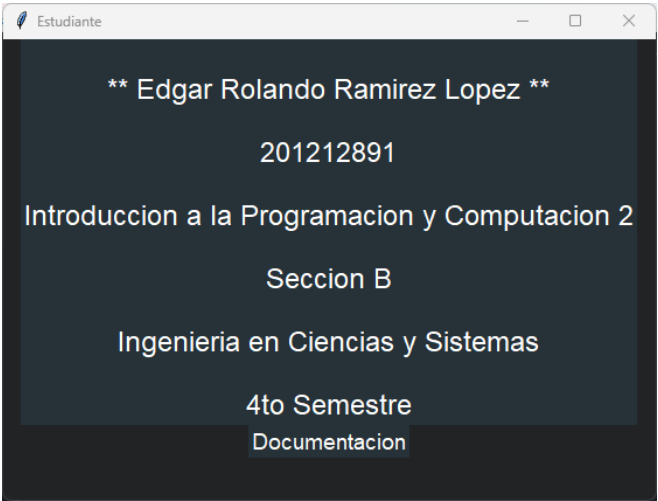 Estudiante
** Edgar Rolando Ramirez Lopez **
201212891
Introduccion a la Programacion y Computacion 2
Seccion B
Ingenieria en Ciencias y Sistemas
4to Semestre
Documentacion